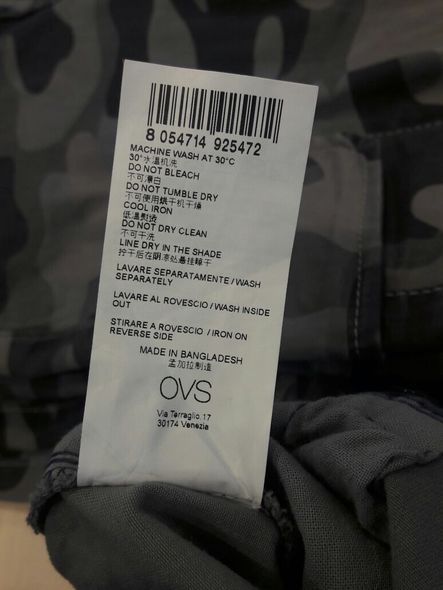 8 054714 925472
MACHINE WASH AT 30°C
30°水温机洗
DO NOT BLEACH
不可漂白
DO NOT TUMBLE DRY
不可使用烘干机干燥
COOL IRON
低温熨烫
DO NOT DRY CLEAN
不可干洗
LINE DRY IN THE SHADE
拧干后在阴凉处悬挂晾干
LAVARE SEPARATAMENTE / WASH
SEPARATELY
LAVARE AL ROVESCIO / WASH INSIDE
OUT
STIRARE A ROVESCIO / IRON ON
REVERSE SIDE
MADE IN BANGLADESH
孟加拉制造
OVS
Via Terraglio 17
30174 Venezia